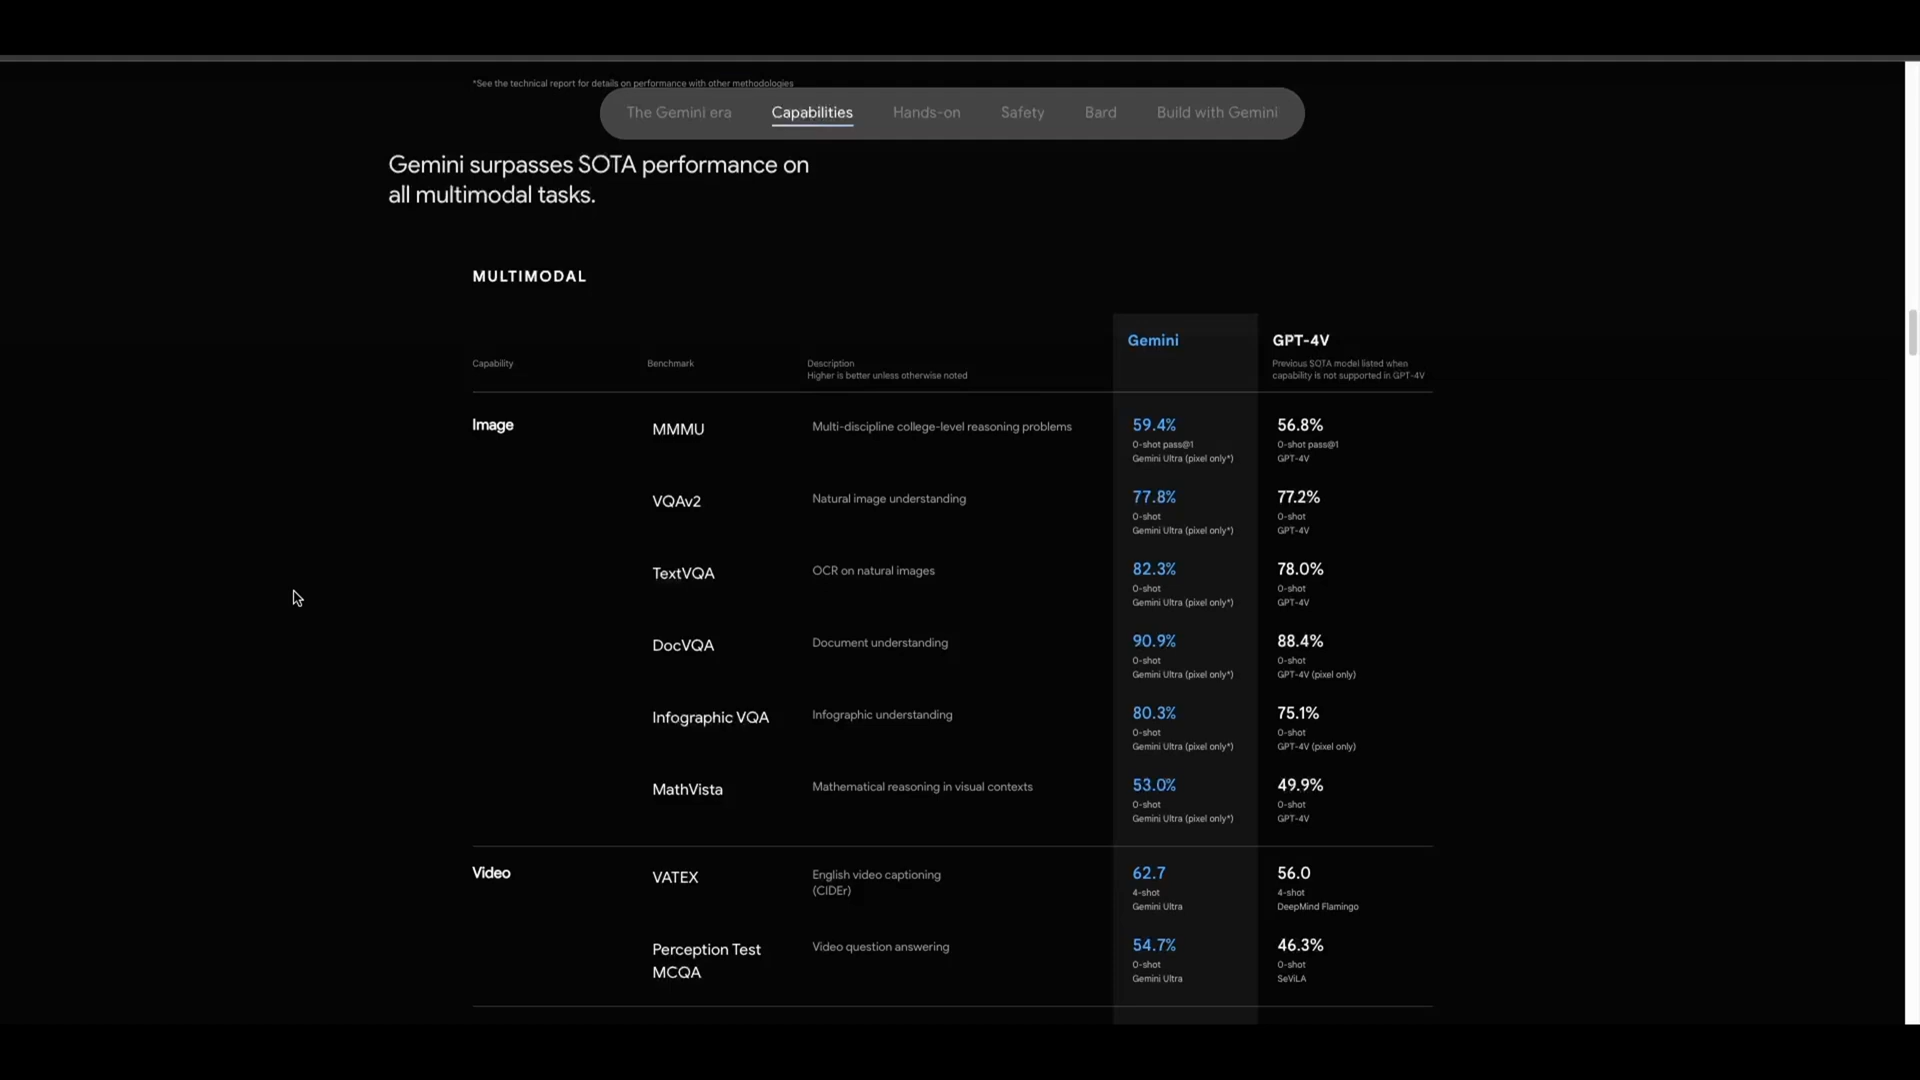 *See the technical report for details on performance with other methodologies
The Gemini era Capabilities Hands-on Safety Bard Build with Gemini
Gemini surpasses SOTA performance on
all multimodal tasks.
MULTIMODAL
Gemini GPT-4V
Capability Benchmark Description Previous SOTA model listed when
Higher is better unless otherwise noted capability is not supported in GPT-4V
Image MMMU Multi-discipline college-level reasoning problems 59.4% 56.8%
0-shot pass@1 0-shot pass@1
Gemini Ultra (pixel only*) GPT-4V
VQAv2 Natural image understanding 77.8% 77.2%
0-shot 0-shot
Gemini Ultra (pixel only*) GPT-4V
TextVQA OCR on natural images 82.3% 78.0%
0-shot 0-shot
Gemini Ultra (pixel only*) GPT-4V
DocVQA Document understanding 90.9% 88.4%
0-shot 0-shot
Gemini Ultra (pixel only*) GPT-4V (pixel only)
Infographic VQA Infographic understanding 80.3% 75.1%
0-shot 0-shot
Gemini Ultra (pixel only*) GPT-4V (pixel only)
MathVista Mathematical reasoning in visual contexts 53.0% 49.9%
0-shot 0-shot
Gemini Ultra (pixel only*) GPT-4V
Video VATEX English video captioning 62.7 56.0
(CIDEr) 4-shot 4-shot
Gemini Ultra DeepMind Flamingo
Perception Test Video question answering 54.7% 46.3%
MCQA 0-shot 0-shot
Gemini Ultra SeViLA